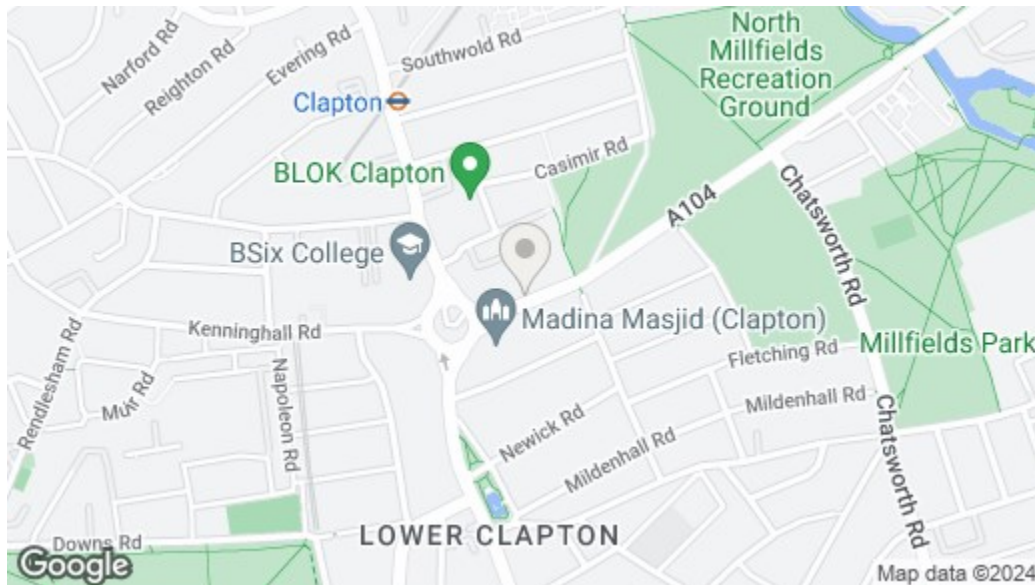 Narford Rd
Reighton Rd
Evering Rd
Southwold Rd
North
Millfields
Recreation
Ground
Clapton
BLOK Clapton
Casimir Rd
A104
Chatsworth Rd
BSix College
Madina Masjid (Clapton)
Kenninghall Rd
Rendlesham Rd
Muir Rd
Napoleon Rd
Fletching Rd
Millfields Park
Mildenhall Rd
Newick Rd
Mildenhall Rd
Chatsworth Rd
LOWER CLAPTON
Downs Rd
Google
Map data ©2024